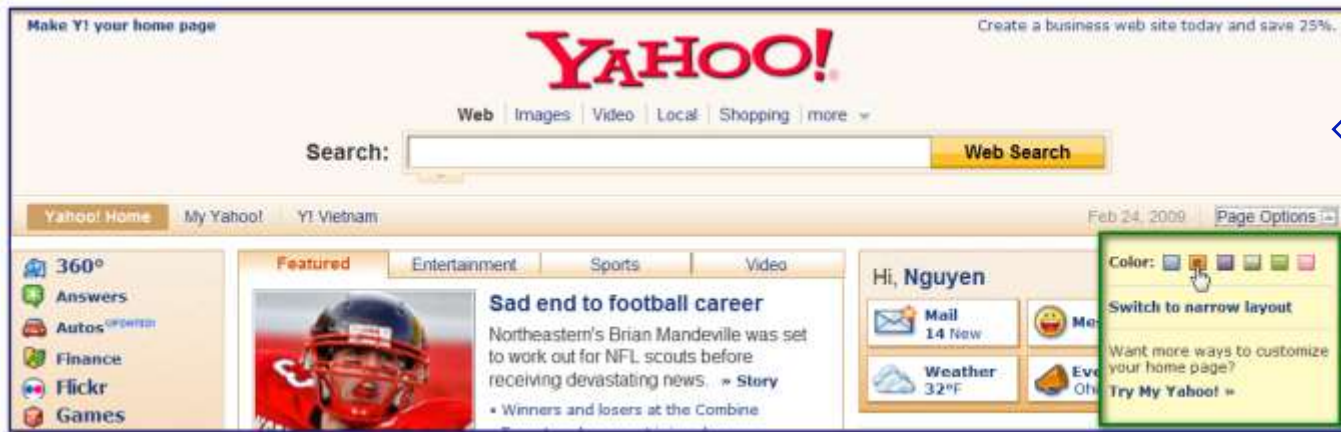 Make Y! your home page
Create a business web site today and save 25%.
YAHOO!
Web Images Video Local Shopping more
Search:
Web Search
Yahoo! Home My Yahoo! Y! Vietnam
Feb 24, 2009 Page Options
360°
Answers
Autos UPDATED!
Finance
Flickr
Games
Featured Entertainment Sports Video
Sad end to football career
Northeastern's Brian Mandeville was set
to work out for NFL scouts before
receiving devastating news. » Story
• Winners and losers at the Combine
Hi, Nguyen
Mail
14 New
Weather
32°F
Color:
Switch to narrow layout
Want more ways to customize
your home page?
Try My Yahoo! »